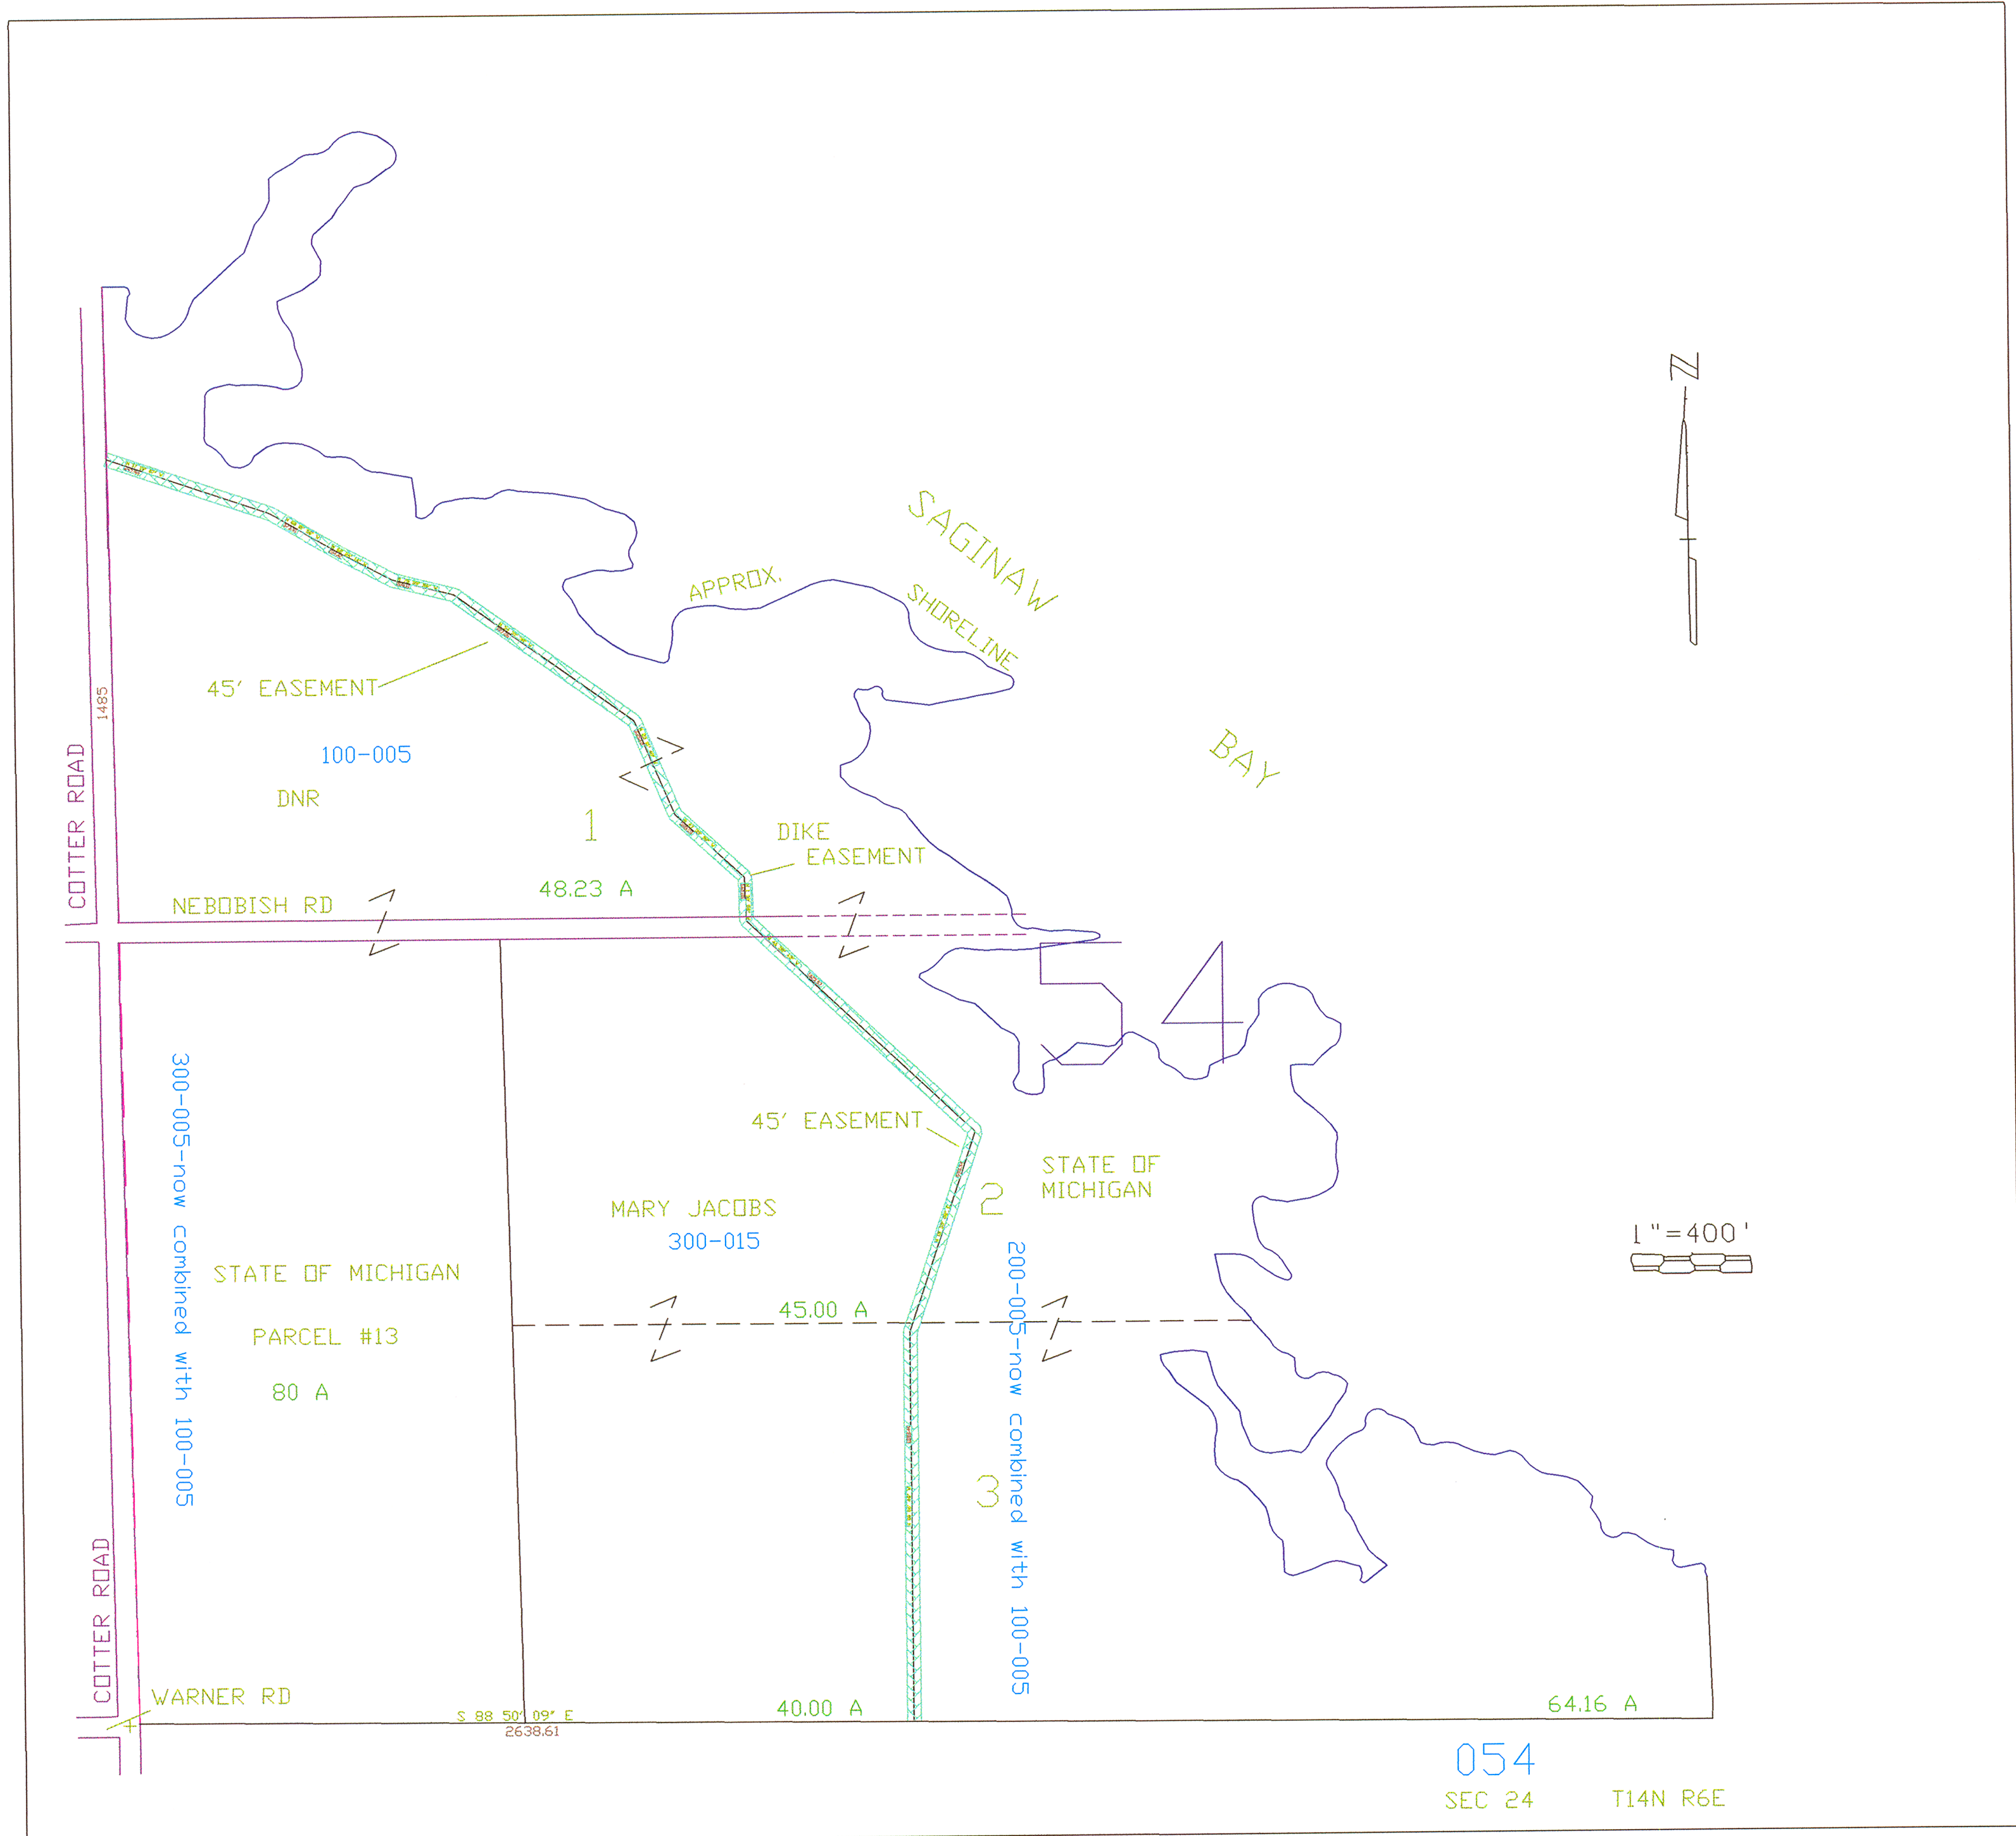 N
SAGINAW
APPROX.
SHORELINE
45' EASEMENT
1485
COTTER ROAD
100-005
BAY
DNR
1
DIKE
EASEMENT
48.23 A
NEBOBISH RD
54
300-005-now combined with 100-005
45' EASEMENT
STATE OF
MICHIGAN
2
MARY JACOBS
300-015
200-005-now combined with 100-005
1"=400'
STATE OF MICHIGAN
45.00 A
PARCEL #13
80 A
3
COTTER ROAD
WARNER RD
S 88 50' 09" E
2638.61
40.00 A
64.16 A
054
SEC 24
T14N R6E